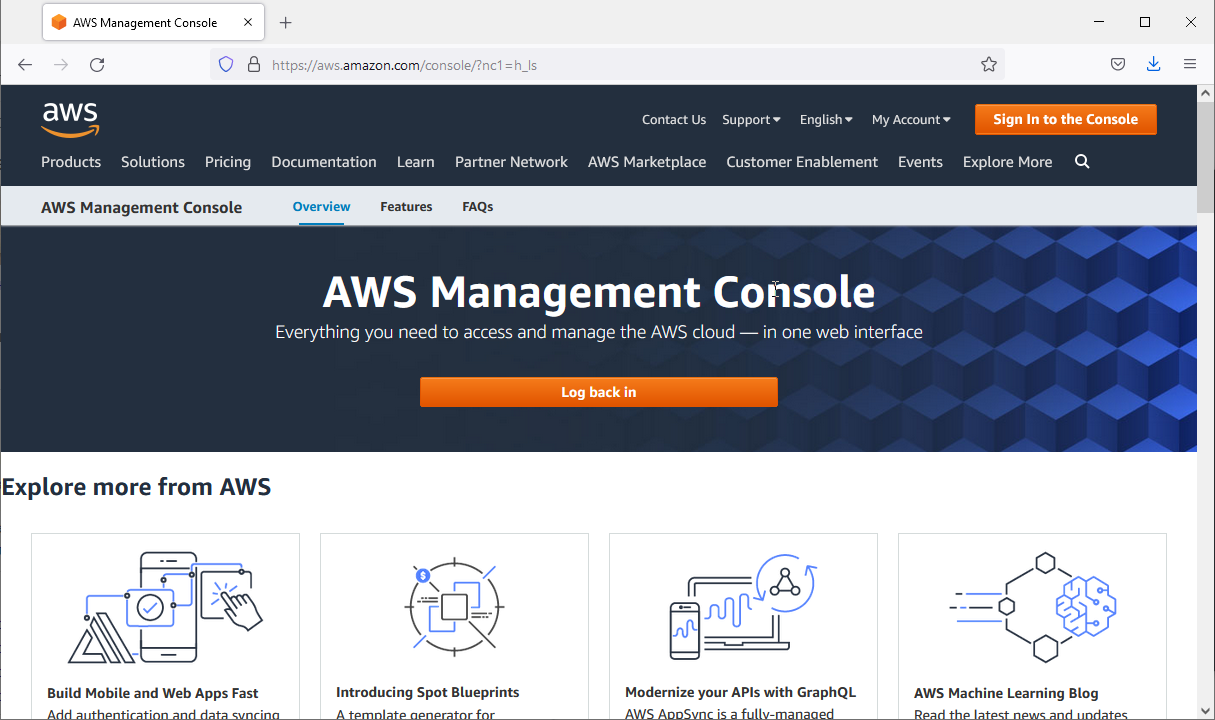 AWS Management Console
https://aws.amazon.com/console/?nc1=h_ls
aws
Contact Us Support English My Account Sign In to the Console
Products Solutions Pricing Documentation Learn Partner Network AWS Marketplace Customer Enablement Events Explore More
AWS Management Console Overview Features FAQs
AWS Management Console
Everything you need to access and manage the AWS cloud — in one web interface
Log back in
Explore more from AWS
$
Build Mobile and Web Apps Fast
Add authentication and data syncing
Introducing Spot Blueprints
A template generator for
Modernize your APIs with GraphQL
AWS AppSync is a fully-managed
AWS Machine Learning Blog
Read the latest news and updates